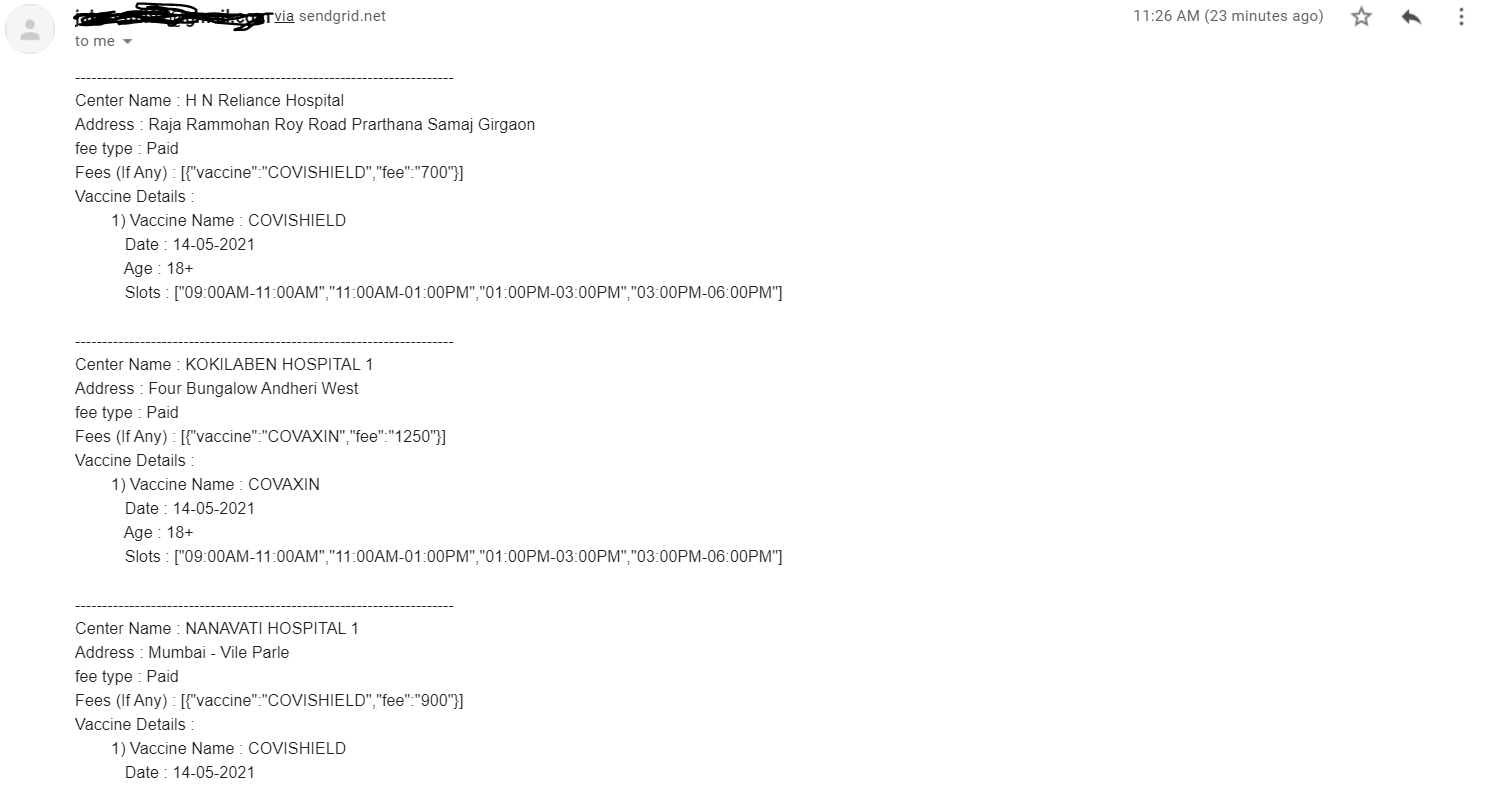 via sendgrid.net
11:26 AM (23 minutes ago)
to me
----------------------------------------------------------------------
Center Name : H N Reliance Hospital
Address : Raja Rammohan Roy Road Prarthana Samaj Girgaon
fee type : Paid
Fees (If Any) : [{"vaccine":"COVISHIELD","fee":"700"}]
Vaccine Details :
1) Vaccine Name : COVISHIELD
Date : 14-05-2021
Age : 18+
Slots : ["09:00AM-11:00AM","11:00AM-01:00PM","01:00PM-03:00PM","03:00PM-06:00PM"]
----------------------------------------------------------------------
Center Name : KOKILABEN HOSPITAL 1
Address : Four Bungalow Andheri West
fee type : Paid
Fees (If Any) : [{"vaccine":"COVAXIN","fee":"1250"}]
Vaccine Details :
1) Vaccine Name : COVAXIN
Date : 14-05-2021
Age : 18+
Slots : ["09:00AM-11:00AM","11:00AM-01:00PM","01:00PM-03:00PM","03:00PM-06:00PM"]
----------------------------------------------------------------------
Center Name : NANAVATI HOSPITAL 1
Address : Mumbai - Vile Parle
fee type : Paid
Fees (If Any) : [{"vaccine":"COVISHIELD","fee":"900"}]
Vaccine Details :
1) Vaccine Name : COVISHIELD
Date : 14-05-2021